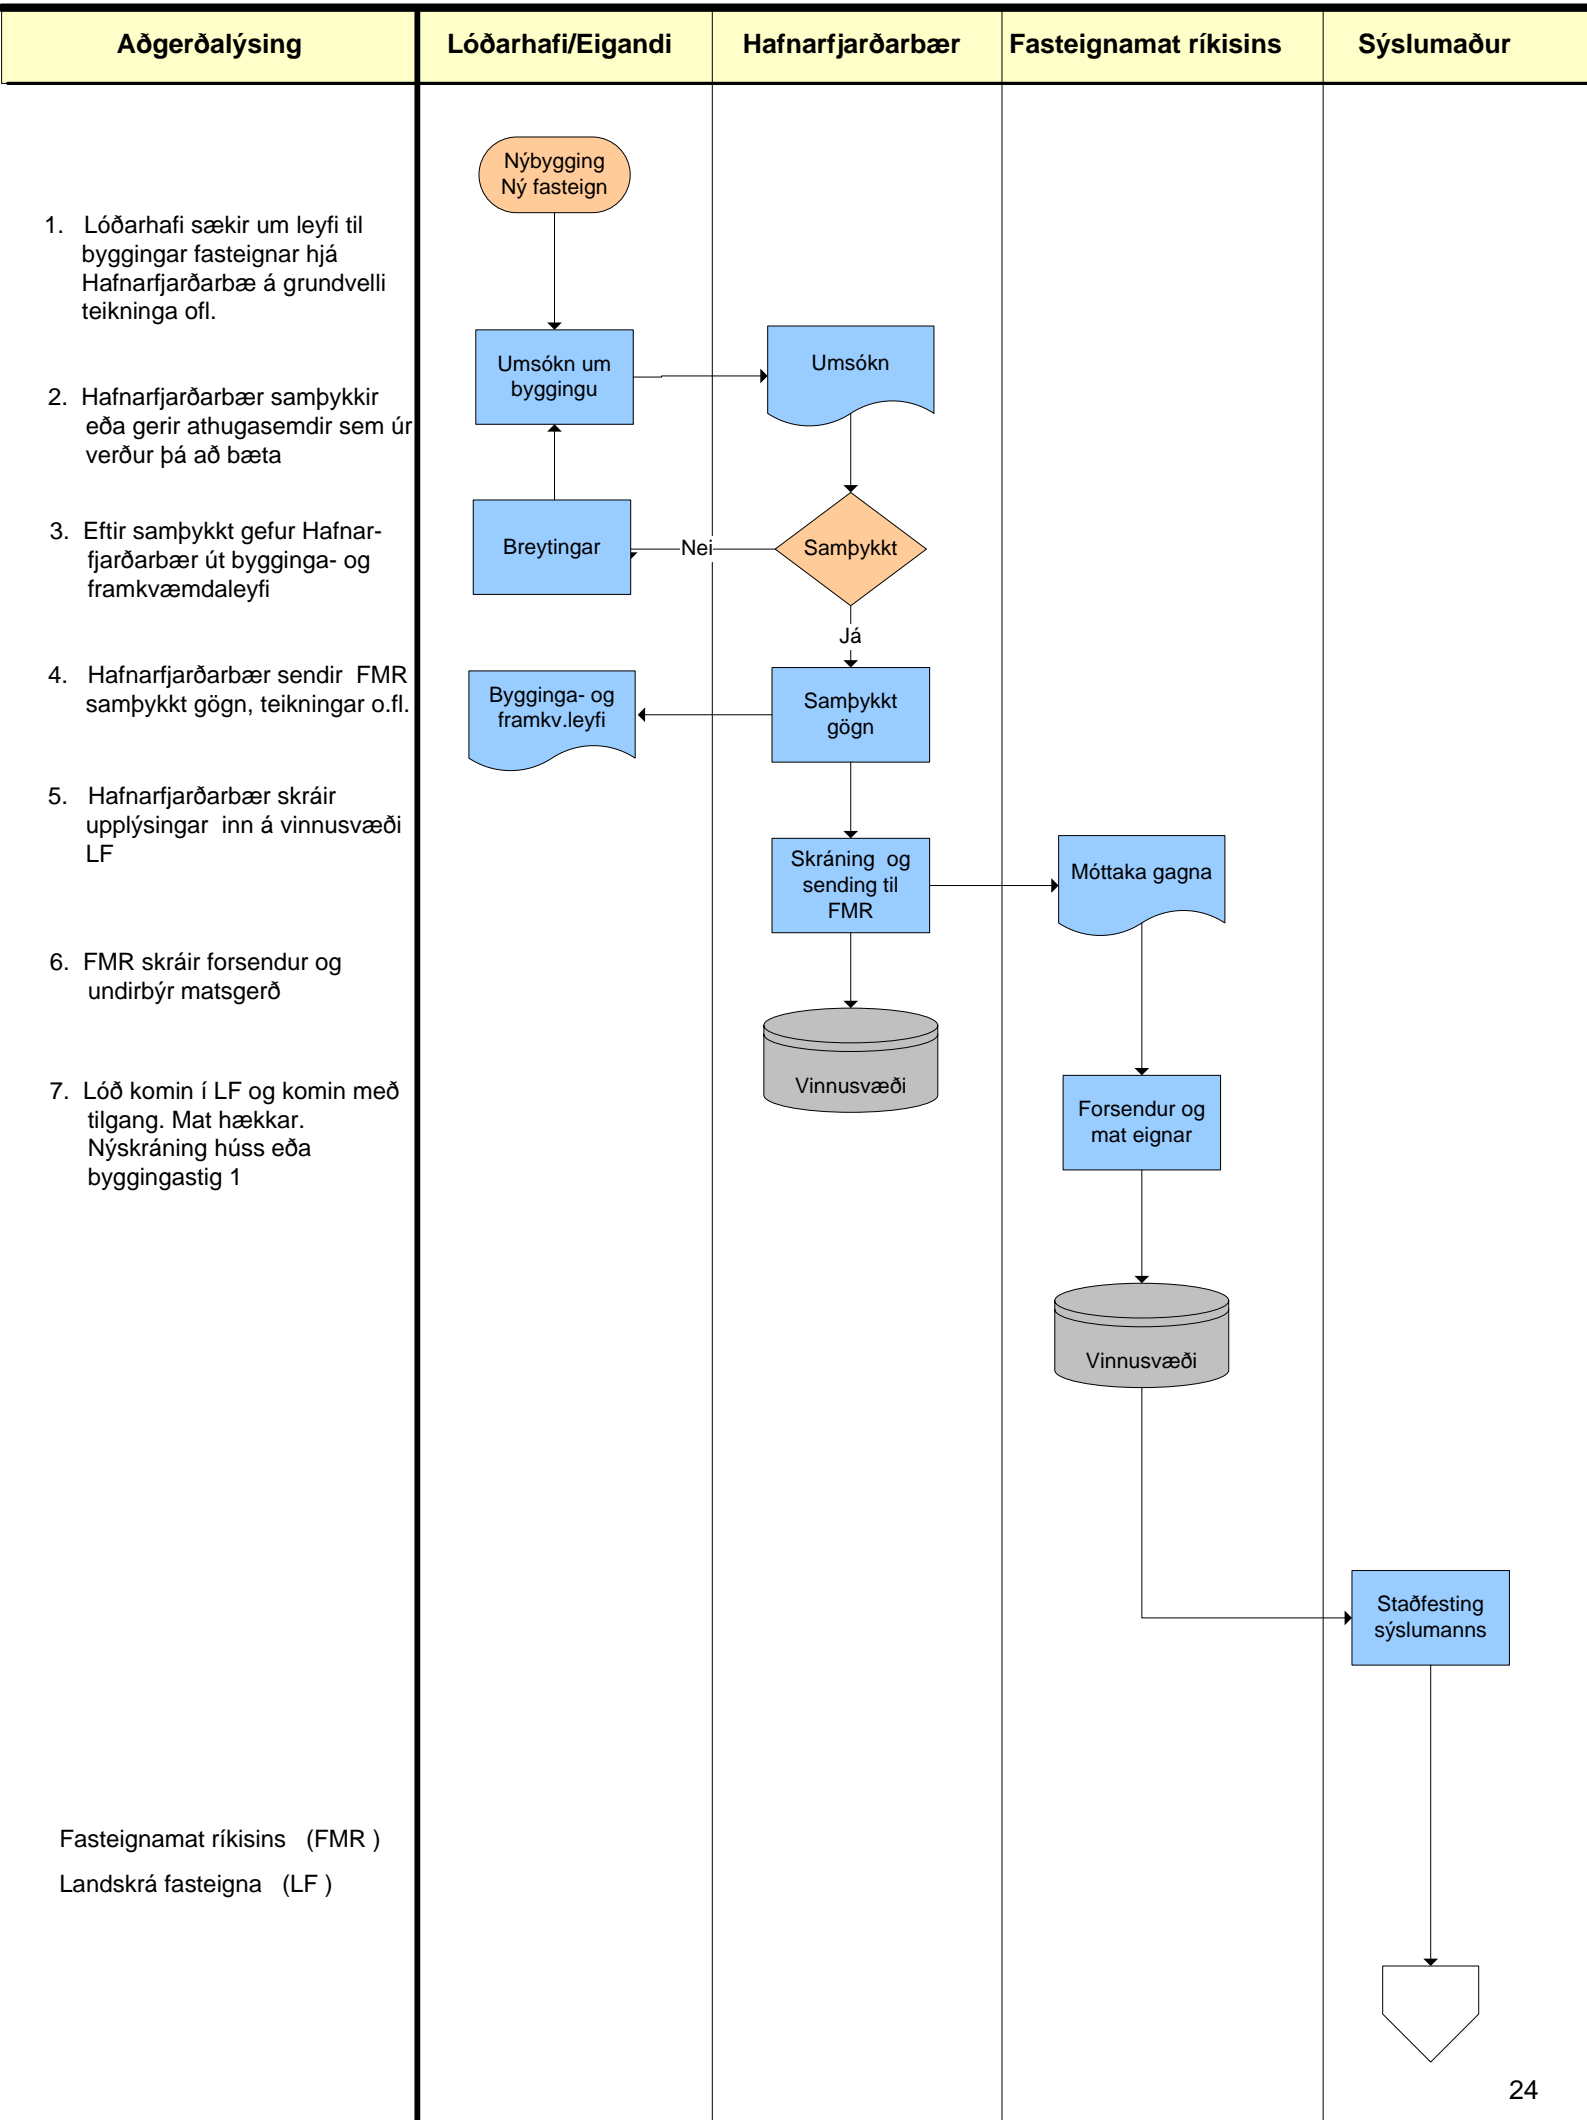 Aðgerðalýsing
Lóðarhafi/Eigandi
Hafnarfjarðarbær
Fasteignamat ríkisins
Sýslumaður
1. Lóðarhafi sækir um leyfi til
byggingar fasteignar hjá
Hafnarfjarðarbæ á grundvelli
teikninga ofl.
2. Hafnarfjarðarbær samþykkir
eða gerir athugasemdir sem úr
verður þá að bæta
3. Eftir samþykkt gefur Hafnar-
fjarðarbær út bygginga- og
framkvæmdaleyfi
4. Hafnarfjarðarbær sendir FMR
samþykkt gögn, teikningar o.fl.
5. Hafnarfjarðarbær skráir
upplýsingar inn á vinnusvæði
LF
6. FMR skráir forsendur og
undirbýr matsgerð
7. Lóð komin í LF og komin með
tilgang. Mat hækkar.
Nýskráning húss eða
byggingastig 1
Fasteignamat ríkisins (FMR )
Landskrá fasteigna (LF )
Nýbygging
Ný fasteign
Umsókn um
byggingu
Umsókn
Breytingar
Nei
Samþykkt
Já
Bygginga- og
framkv.leyfi
Samþykkt
gögn
Skráning og
sending til
FMR
Móttaka gagna
Vinnusvæði
Forsendur og
mat eignar
Vinnusvæði
Staðfesting
sýslumanns
24